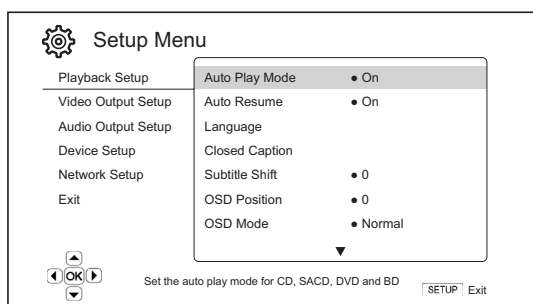 Setup Menu
Playback Setup
Video Output Setup
Audio Output Setup
Device Setup
Network Setup
Exit
Auto Play Mode ● On
Auto Resume ● On
Language
Closed Caption
Subtitle Shift ● 0
OSD Position ● 0
OSD Mode ● Normal
OK
Set the auto play mode for CD, SACD, DVD and BD
SETUP Exit